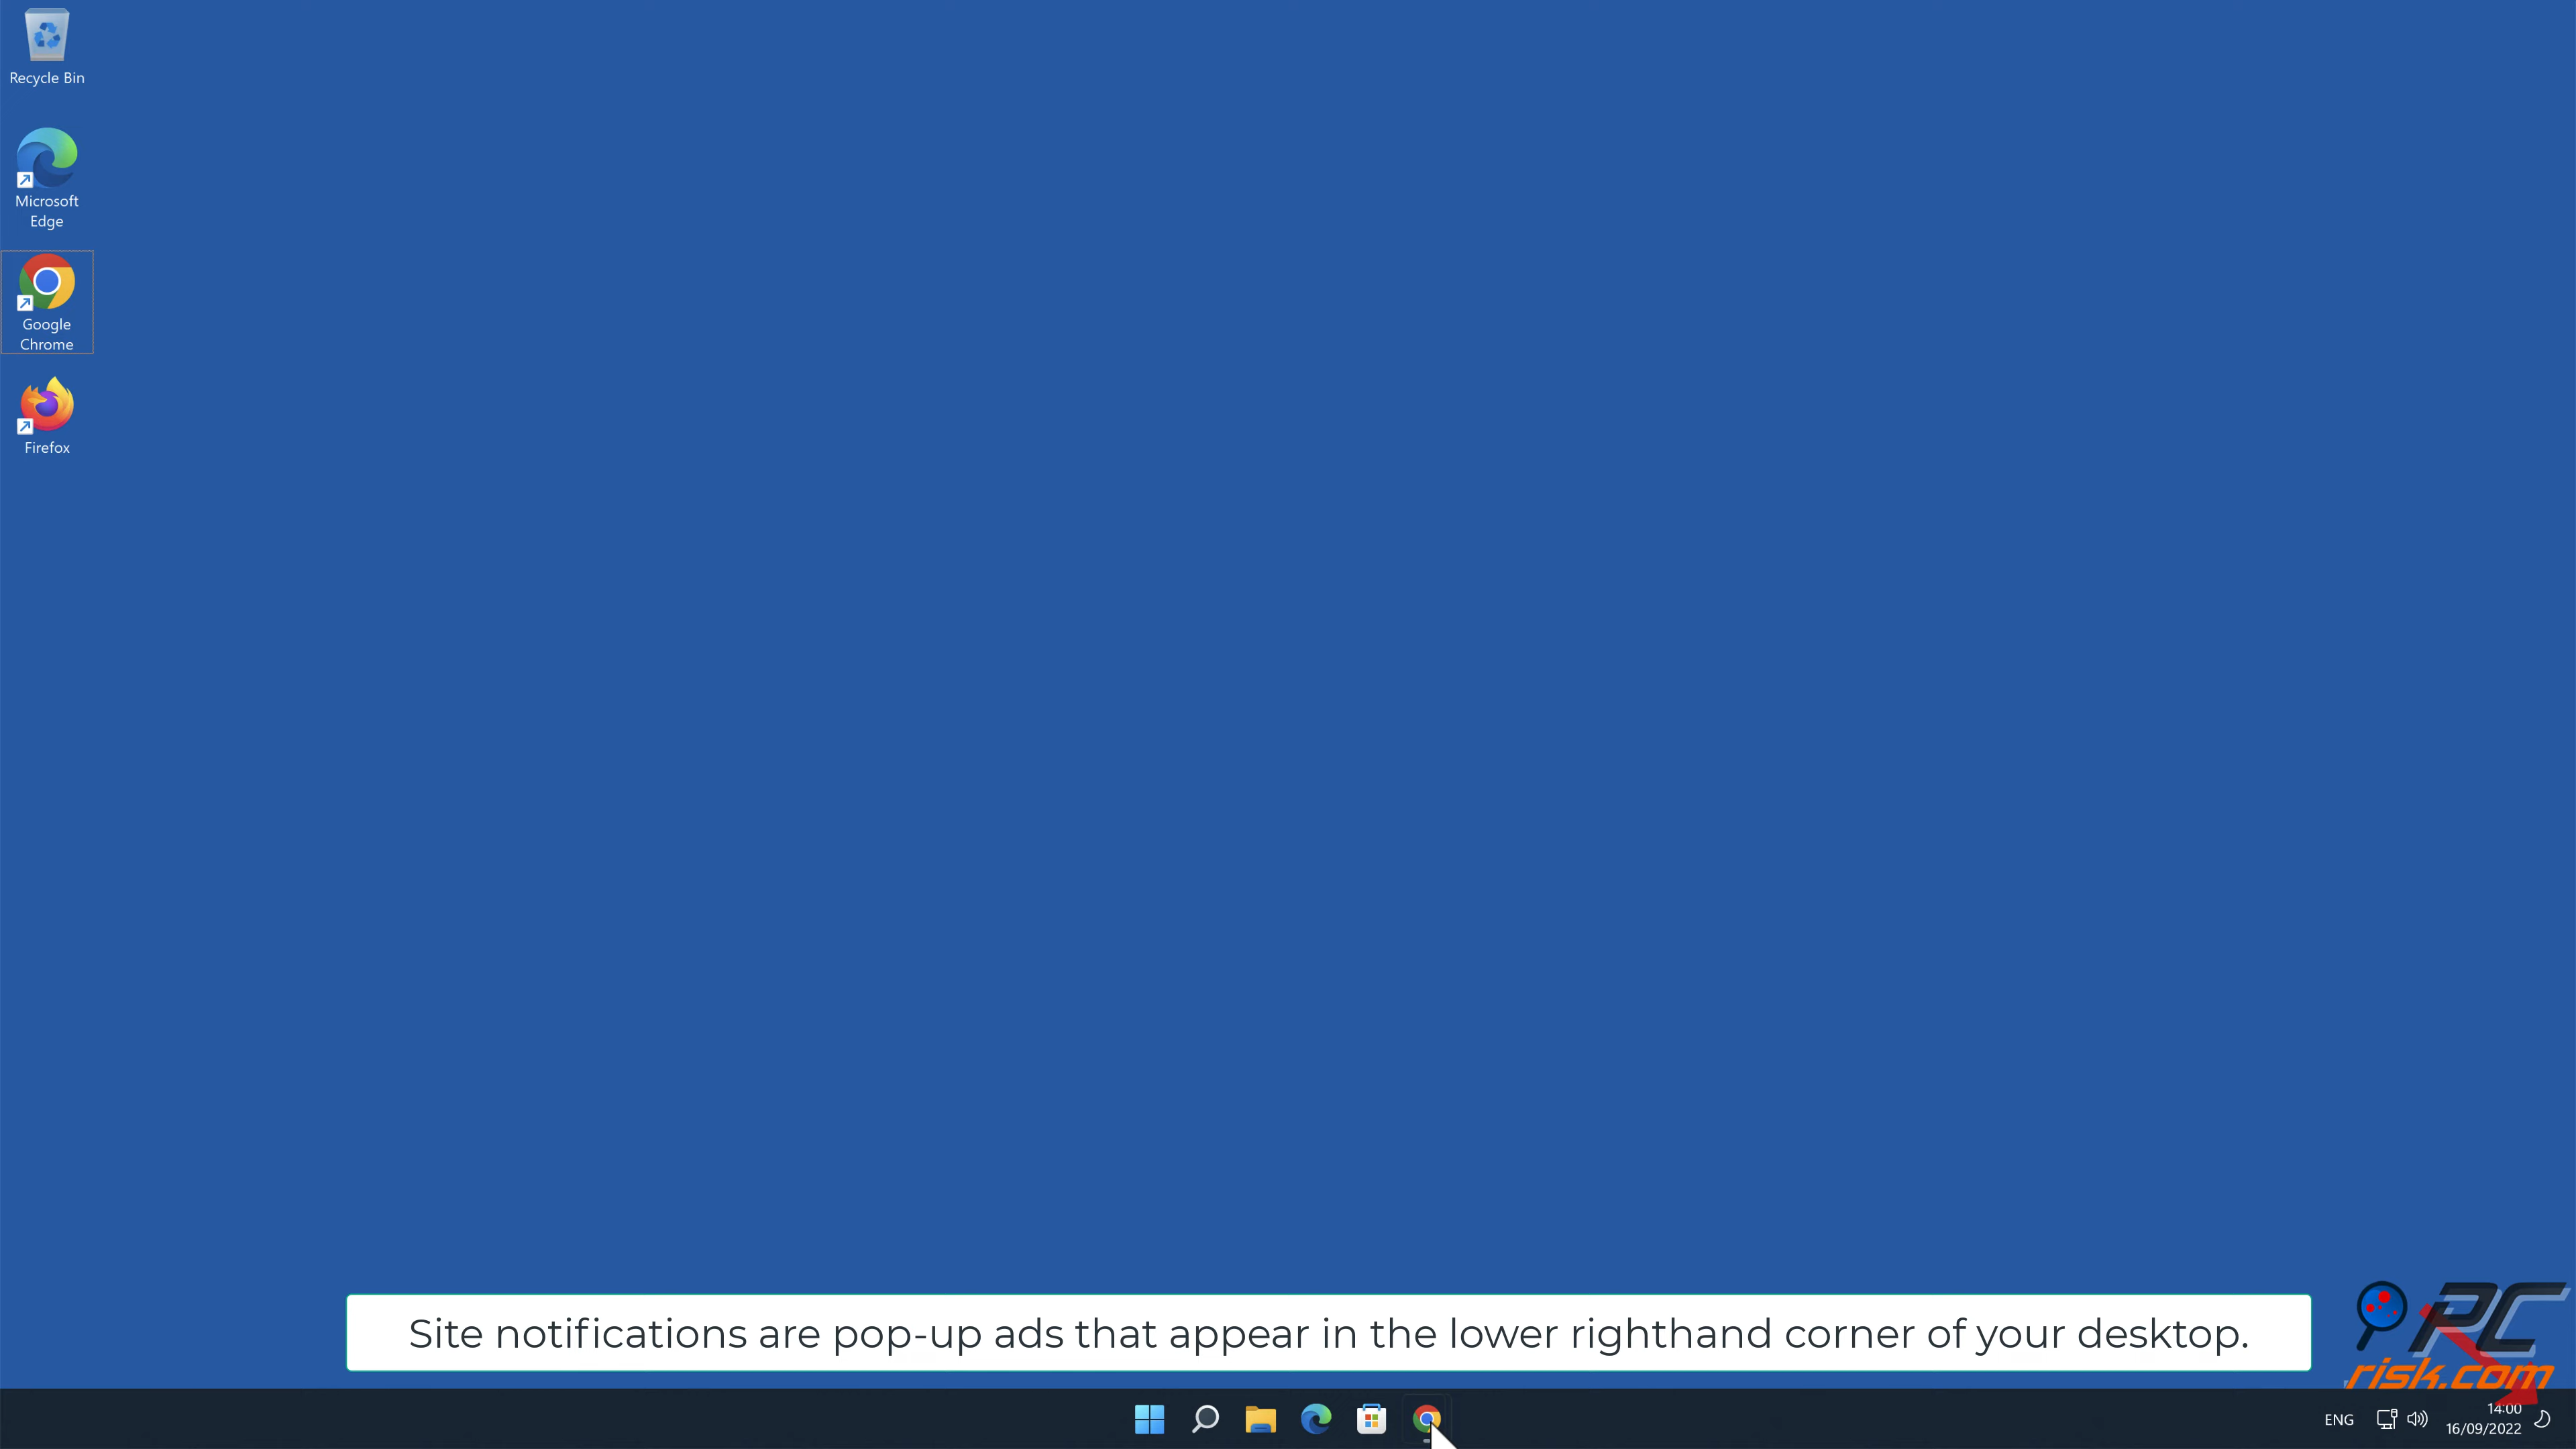 Recycle Bin
Microsoft
Edge
Google
Chrome
Firefox
Site notifications are pop-up ads that appear in the lower righthand corner of your desktop.
PC
risk.com
ENG
14:00
16/09/2022